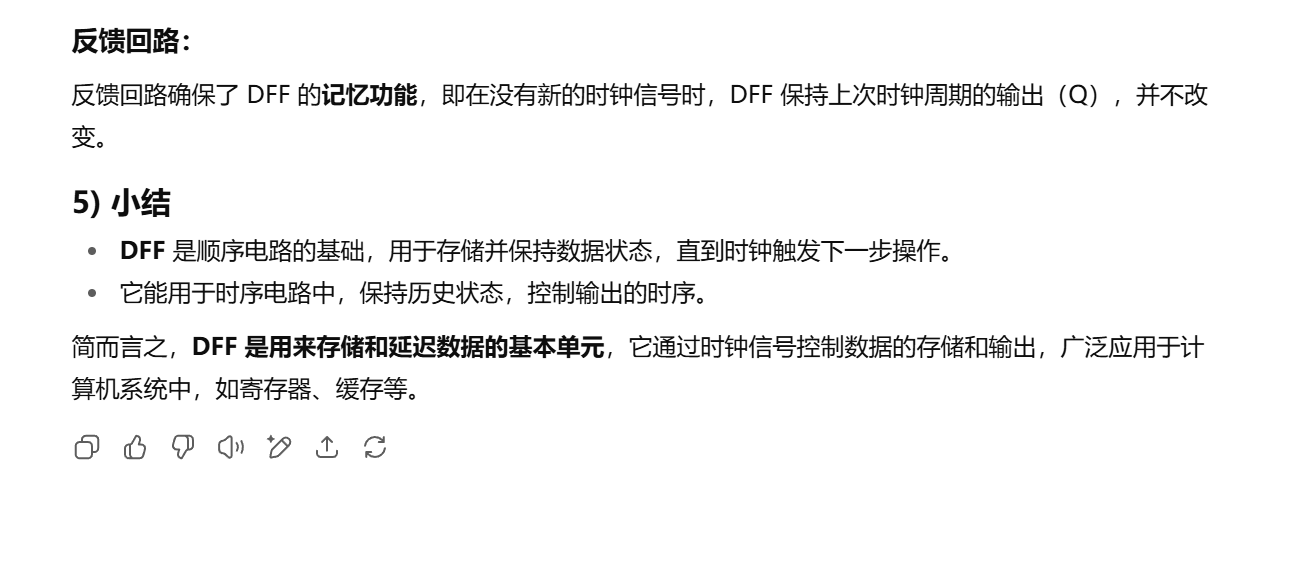 反馈回路：
反馈回路确保了 DFF 的记忆功能，即在没有新的时钟信号时，DFF 保持上次时钟周期的输出（Q），并不改
变。
5) 小结
• DFF 是顺序电路的基础，用于存储并保持数据状态，直到时钟触发下一步操作。
• 它能用于时序电路中，保持历史状态，控制输出的时序。
简而言之，DFF 是用来存储和延迟数据的基本单元，它通过时钟信号控制数据的存储和输出，广泛应用于计
算机系统中，如寄存器、缓存等。